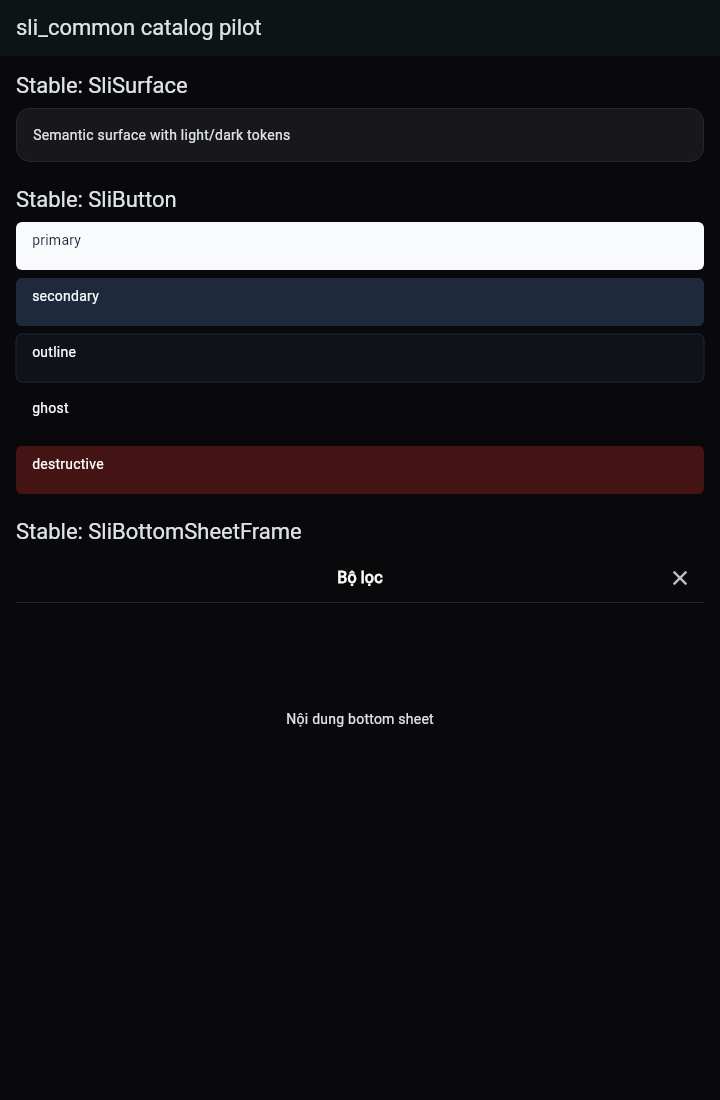 sli_common catalog pilot
Stable: SliSurface
Semantic surface with light/dark tokens
Stable: SliButton
primary
secondary
outline
ghost
destructive
Stable: SliBottomSheetFrame
Bộ lọc
Nội dung bottom sheet